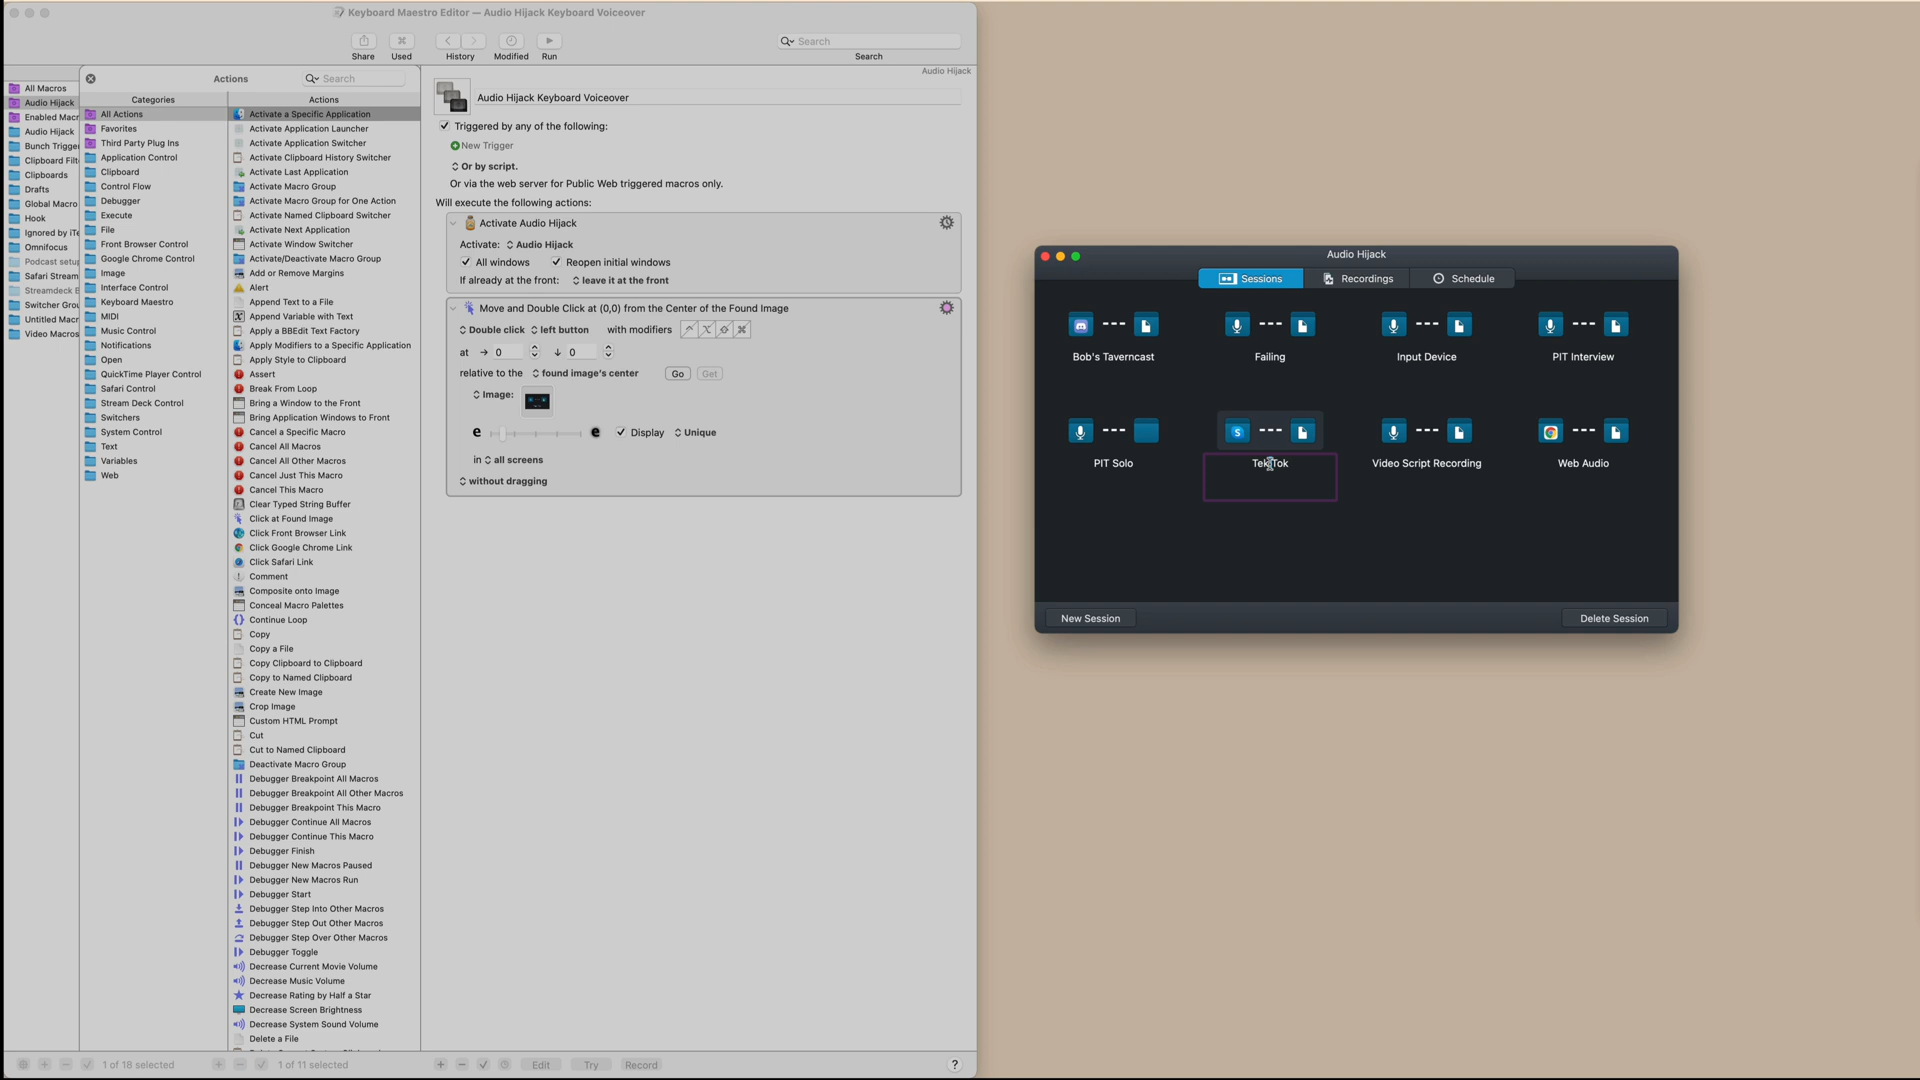 Keyboard Maestro Editor — Audio Hijack Keyboard Voiceover
Share
Used
History
Modified
Run
Search
Search
All Macros
Audio Hijack
Enabled Macr
Audio Hijack
Bunch Trigge
Clipboard Filt
Clipboards
Drafts
Global Macro
Hook
Ignored by iTe
Omnifocus
Podcast setup
Safari Stream
Streamdeck B
Switcher Grou
Untitled Macr
Video Macros
Actions
Search
Categories
All Actions
Favorites
Third Party Plug Ins
Application Control
Clipboard
Control Flow
Debugger
Execute
File
Front Browser Control
Google Chrome Control
Image
Interface Control
Keyboard Maestro
MIDI
Music Control
Notifications
Open
QuickTime Player Control
Safari Control
Stream Deck Control
Switchers
System Control
Text
Variables
Web
Actions
Activate a Specific Application
Activate Application Launcher
Activate Application Switcher
Activate Clipboard History Switcher
Activate Last Application
Activate Macro Group
Activate Macro Group for One Action
Activate Named Clipboard Switcher
Activate Next Application
Activate Window Switcher
Activate/Deactivate Macro Group
Add or Remove Margins
Alert
Append Text to a File
Append Variable with Text
Apply a BBEdit Text Factory
Apply Modifiers to a Specific Application
Apply Style to Clipboard
Assert
Break From Loop
Bring a Window to the Front
Bring Application Windows to Front
Cancel a Specific Macro
Cancel All Macros
Cancel All Other Macros
Cancel Just This Macro
Cancel This Macro
Clear Typed String Buffer
Click at Found Image
Click Front Browser Link
Click Google Chrome Link
Click Safari Link
Comment
Composite onto Image
Conceal Macro Palettes
Continue Loop
Copy
Copy a File
Copy Clipboard to Clipboard
Copy to Named Clipboard
Create New Image
Crop Image
Custom HTML Prompt
Cut
Cut to Named Clipboard
Deactivate Macro Group
Debugger Breakpoint All Macros
Debugger Breakpoint All Other Macros
Debugger Breakpoint This Macro
Debugger Continue All Macros
Debugger Continue This Macro
Debugger Finish
Debugger New Macros Paused
Debugger New Macros Run
Debugger Start
Debugger Step Into Other Macros
Debugger Step Out Other Macros
Debugger Step Over Other Macros
Debugger Toggle
Decrease Current Movie Volume
Decrease Music Volume
Decrease Rating by Half a Star
Decrease Screen Brightness
Decrease System Sound Volume
Delete a File
1 of 18 selected
1 of 11 selected
Audio Hijack
Audio Hijack Keyboard Voiceover
Triggered by any of the following:
New Trigger
Or by script.
Or via the web server for Public Web triggered macros only.
Will execute the following actions:
Activate Audio Hijack
Activate: Audio Hijack
All windows Reopen initial windows
If already at the front: leave it at the front
Move and Double Click at (0,0) from the Center of the Found Image
Double click left button with modifiers
at 0 0
relative to the found image's center Go Get
Image:
e e Display Unique
in all screens
without dragging
Edit
Try
Record
?
Audio Hijack
Sessions
Recordings
Schedule
Bob's Taverncast
Failing
Input Device
PIT Interview
PIT Solo
S
Video Script Recording
Web Audio
New Session
Delete Session